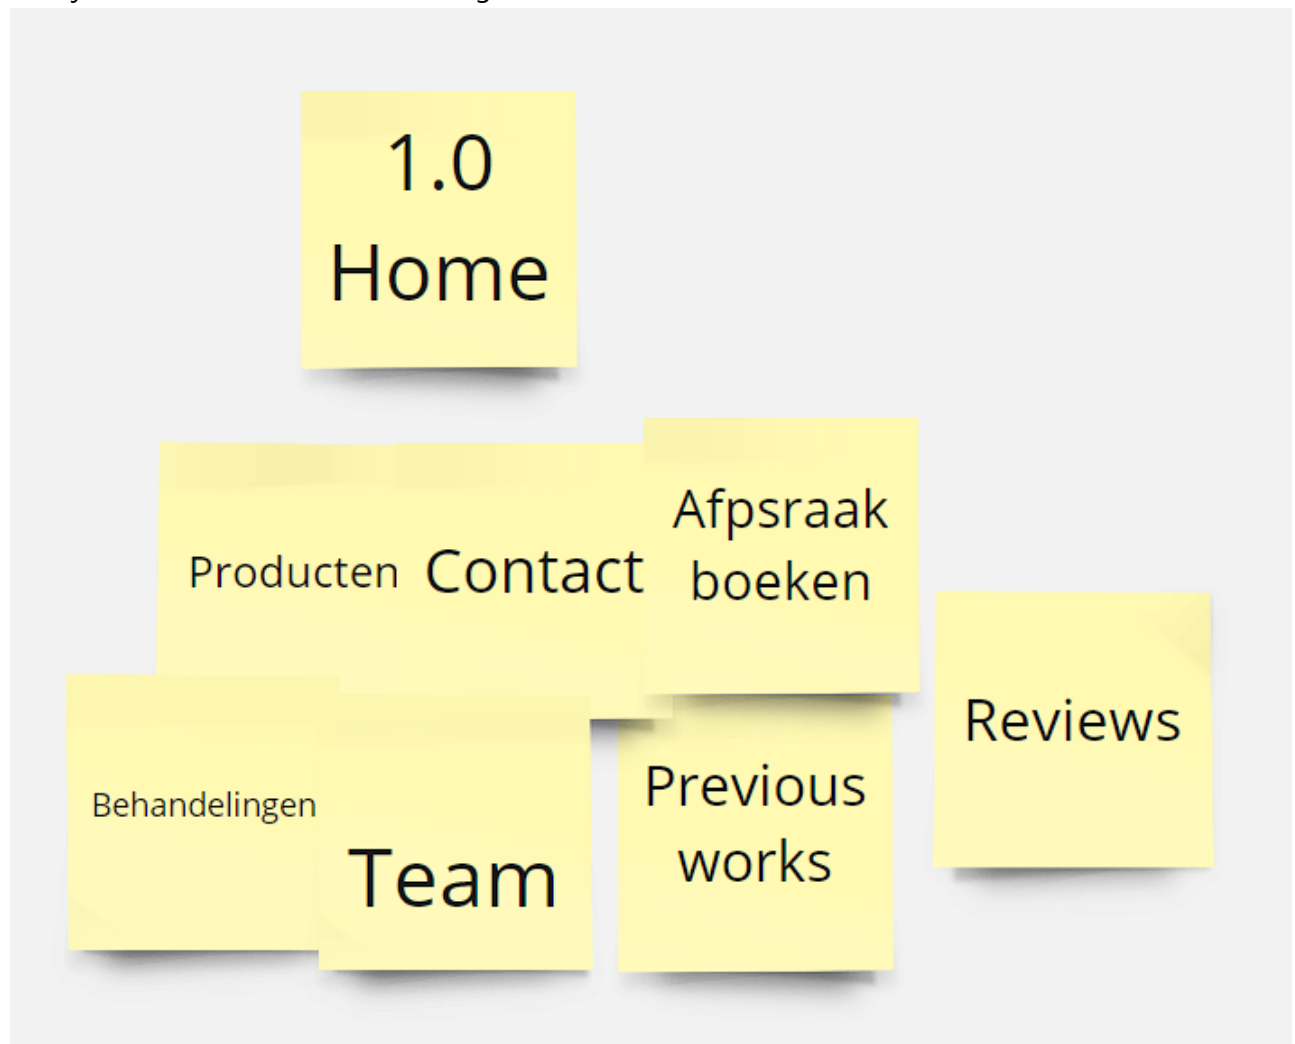 1.0
Home
Producten
Contact
Afpsraak
boeken
Reviews
Behandelingen
Team
Previous
works